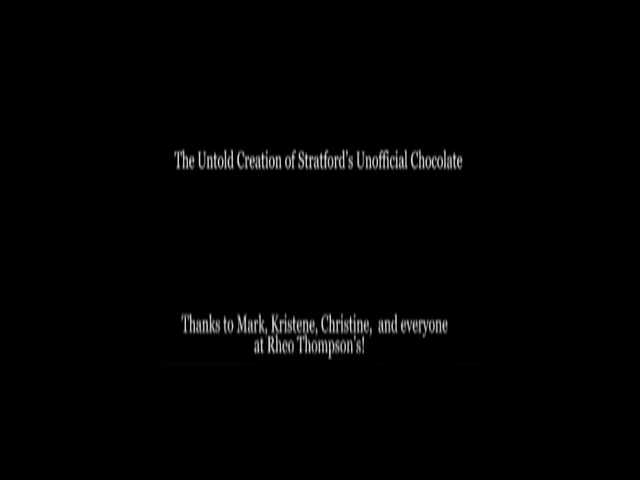 The Untold Creation of Stratford's Unofficial Chocolate
Thanks to Mark, Kristene, Christine, and everyone
at Rheo Thompson's!